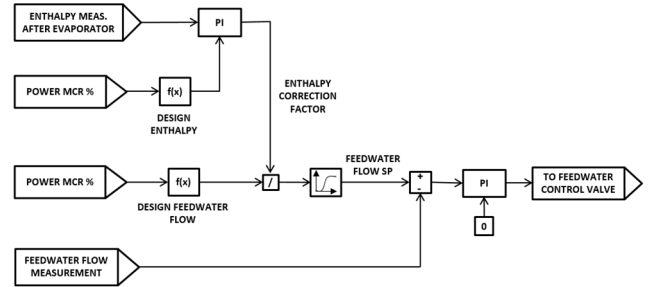 ENTHALPY MEAS.
AFTER EVAPORATOR
PI
POWER MCR %
f(x)
DESIGN
ENTHALPY
ENTHALPY
CORRECTION
FACTOR
POWER MCR %
f(x)
DESIGN FEEDWATER
FLOW
/
FEEDWATER
FLOW SP
+
-
PI
0
TO FEEDWATER
CONTROL VALVE
FEEDWATER FLOW
MEASUREMENT